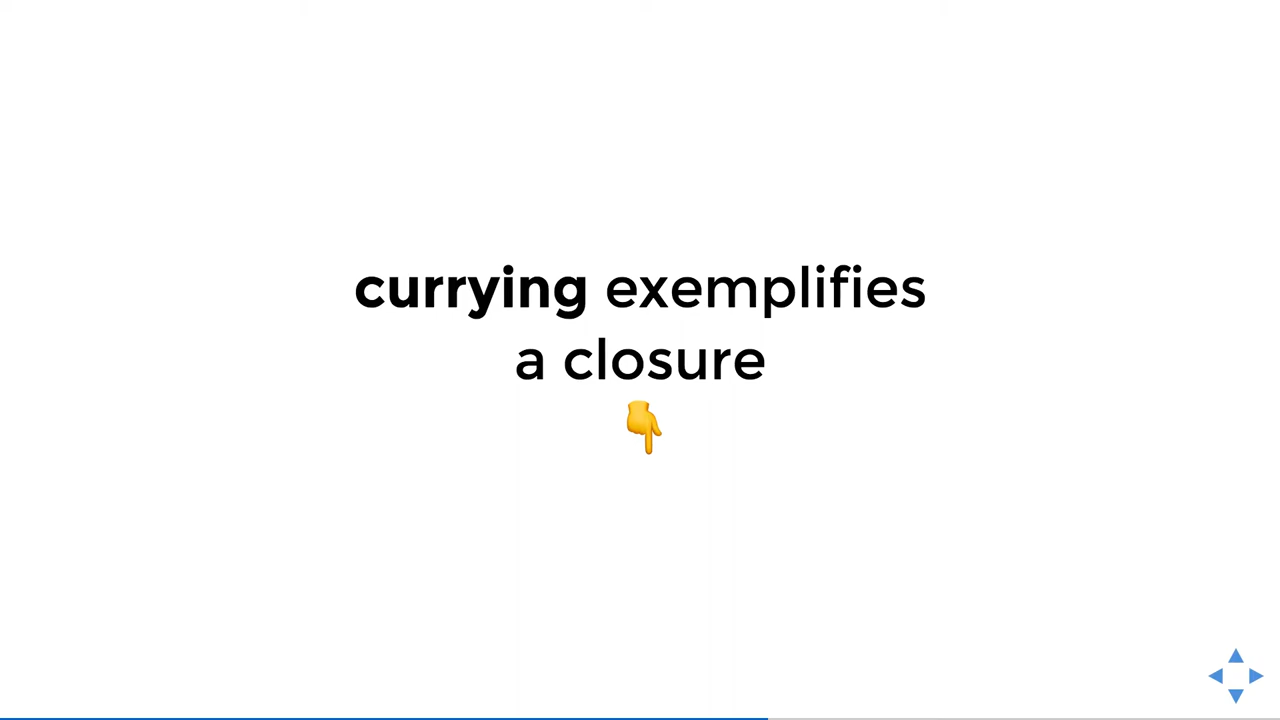 currying exemplifies
a closure
👇